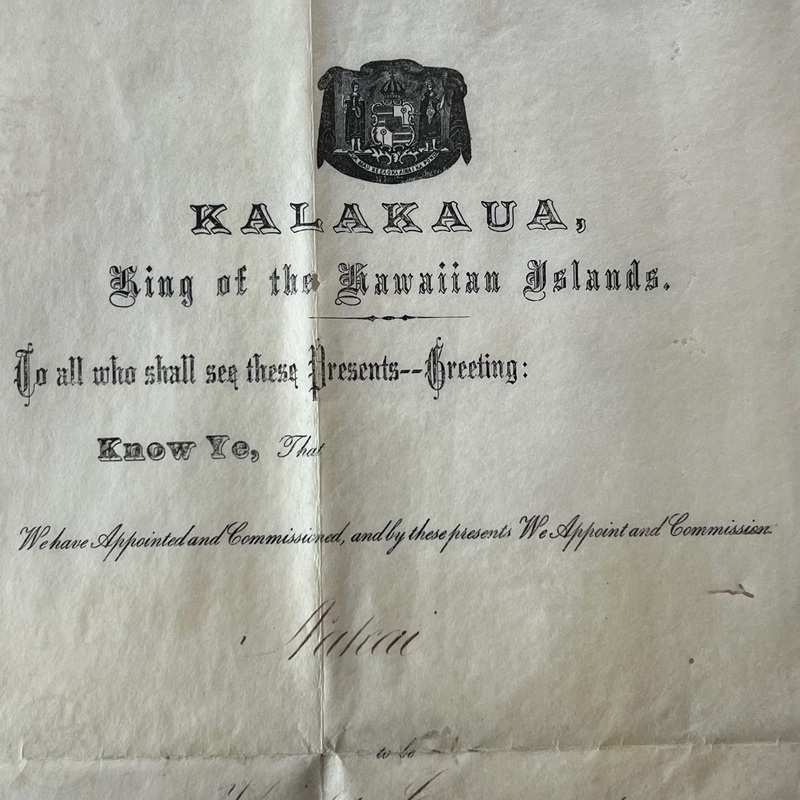 KALAKAUA,
King of the Hawaiian Islands.
To all who shall see these Presents--Greeting:
Know Ye, That
We have Appointed and Commissioned, and by these presents We Appoint and Commission
Nakai
to be